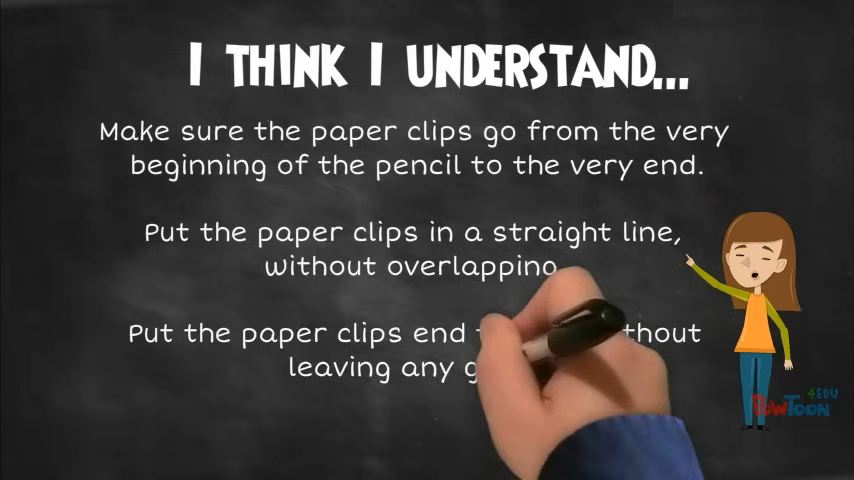 I THINK I UNDERSTAND...
Make sure the paper clips go from the very
beginning of the pencil to the very end.
Put the paper clips in a straight line,
without overlapping
Put the paper clips end
leaving any
4EDU
POWTOON